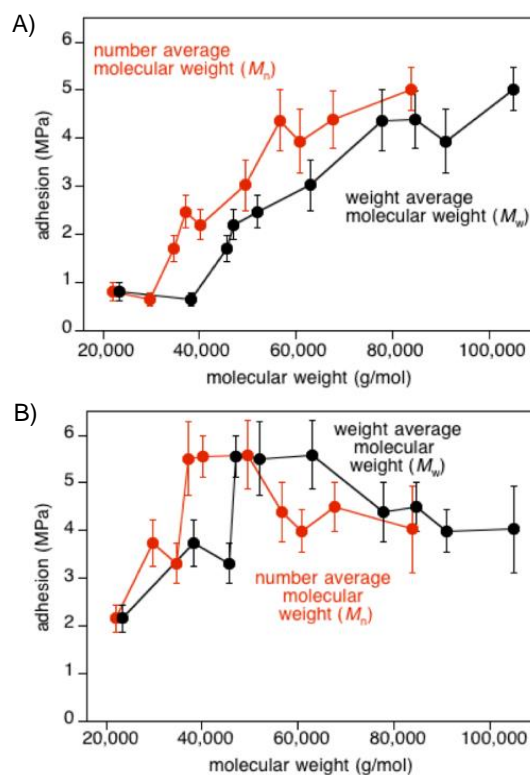 A)
number average
molecular weight (Mn)
6
5
4
3
2
1
0
adhesion (MPa)
weight average
molecular weight (Mw)
20,000 40,000 60,000 80,000 100,000
molecular weight (g/mol)
B)
weight average
molecular
weight (Mw)
6
5
4
3
2
1
0
adhesion (MPa)
number average
molecular
weight (Mn)
20,000 40,000 60,000 80,000 100,000
molecular weight (g/mol)